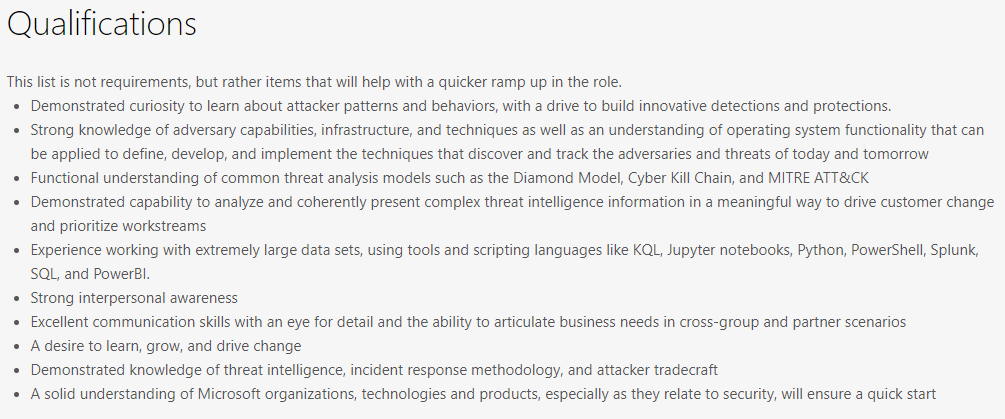 Qualifications
This list is not requirements, but rather items that will help with a quicker ramp up in the role.
• Demonstrated curiosity to learn about attacker patterns and behaviors, with a drive to build innovative detections and protections.
• Strong knowledge of adversary capabilities, infrastructure, and techniques as well as an understanding of operating system functionality that can
be applied to define, develop, and implement the techniques that discover and track the adversaries and threats of today and tomorrow
• Functional understanding of common threat analysis models such as the Diamond Model, Cyber Kill Chain, and MITRE ATT&CK
• Demonstrated capability to analyze and coherently present complex threat intelligence information in a meaningful way to drive customer change
and prioritize workstreams
• Experience working with extremely large data sets, using tools and scripting languages like KQL, Jupyter notebooks, Python, PowerShell, Splunk,
SQL, and PowerBI.
• Strong interpersonal awareness
• Excellent communication skills with an eye for detail and the ability to articulate business needs in cross-group and partner scenarios
• A desire to learn, grow, and drive change
• Demonstrated knowledge of threat intelligence, incident response methodology, and attacker tradecraft
• A solid understanding of Microsoft organizations, technologies and products, especially as they relate to security, will ensure a quick start